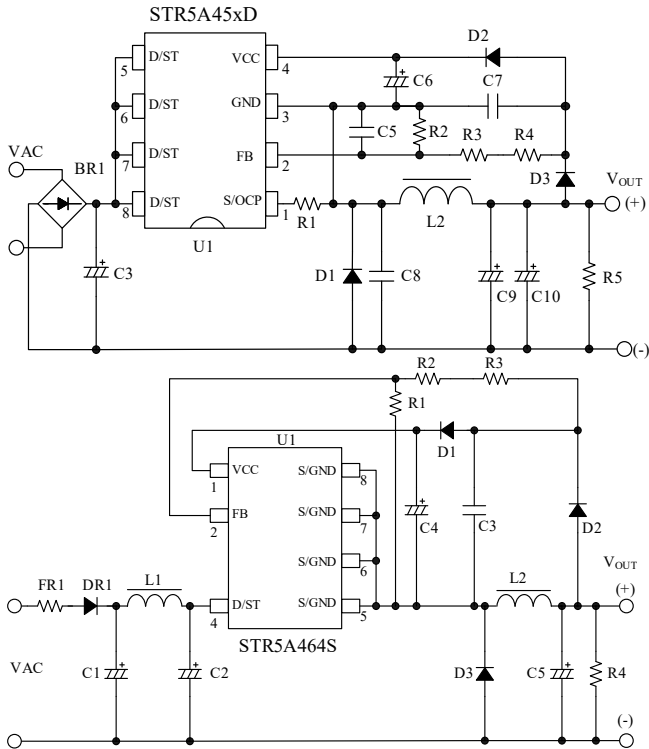 STR5A45xD
D/ST
VCC
D2
5
4
C6
C7
D/ST
GND
6
3
C5
R2
R3
R4
D/ST
FB
VAC
BR1
7
2
D3
VOUT
D/ST
S/OCP
(+)
8
1
R1
L2
U1
C3
D1
C8
C9
C10
R5
(-)
R2
R3
R1
U1
D1
VCC
S/GND
1
8
C4
C3
FB
S/GND
2
7
D2
S/GND
6
VOUT
FR1
DR1
L1
L2
(+)
D/ST
S/GND
4
5
STR5A464S
VAC
C1
C2
D3
C5
R4
(-)